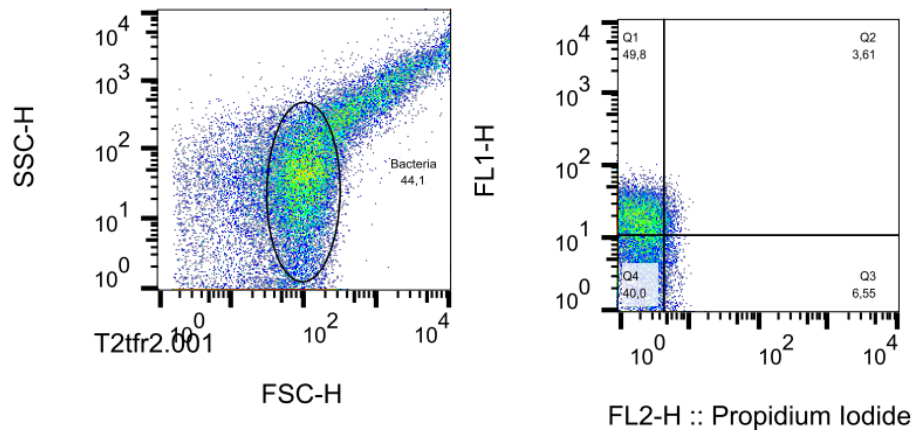 10^4
10^3
10^2
10^1
10^0
SSC-H
Bacteria
44,1
10^0
10^2
10^4
T2tfr2.001
FSC-H
10^4
10^3
10^2
10^1
10^0
FL1-H
Q1
49,8
Q2
3,61
Q4
40,0
Q3
6,55
10^0
10^2
10^4
FL2-H :: Propidium Iodide